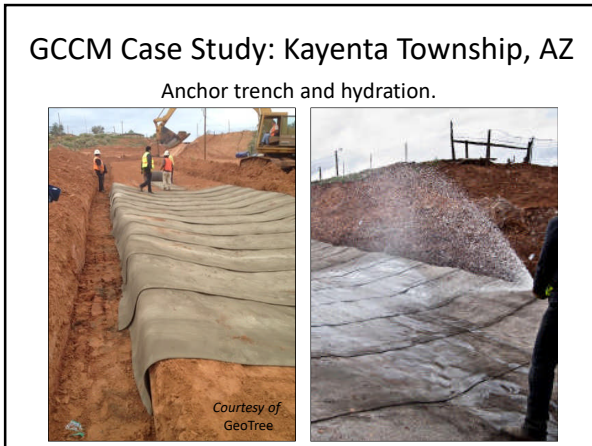 GCCM Case Study: Kayenta Township, AZ
Anchor trench and hydration.
Courtesy of
GeoTree